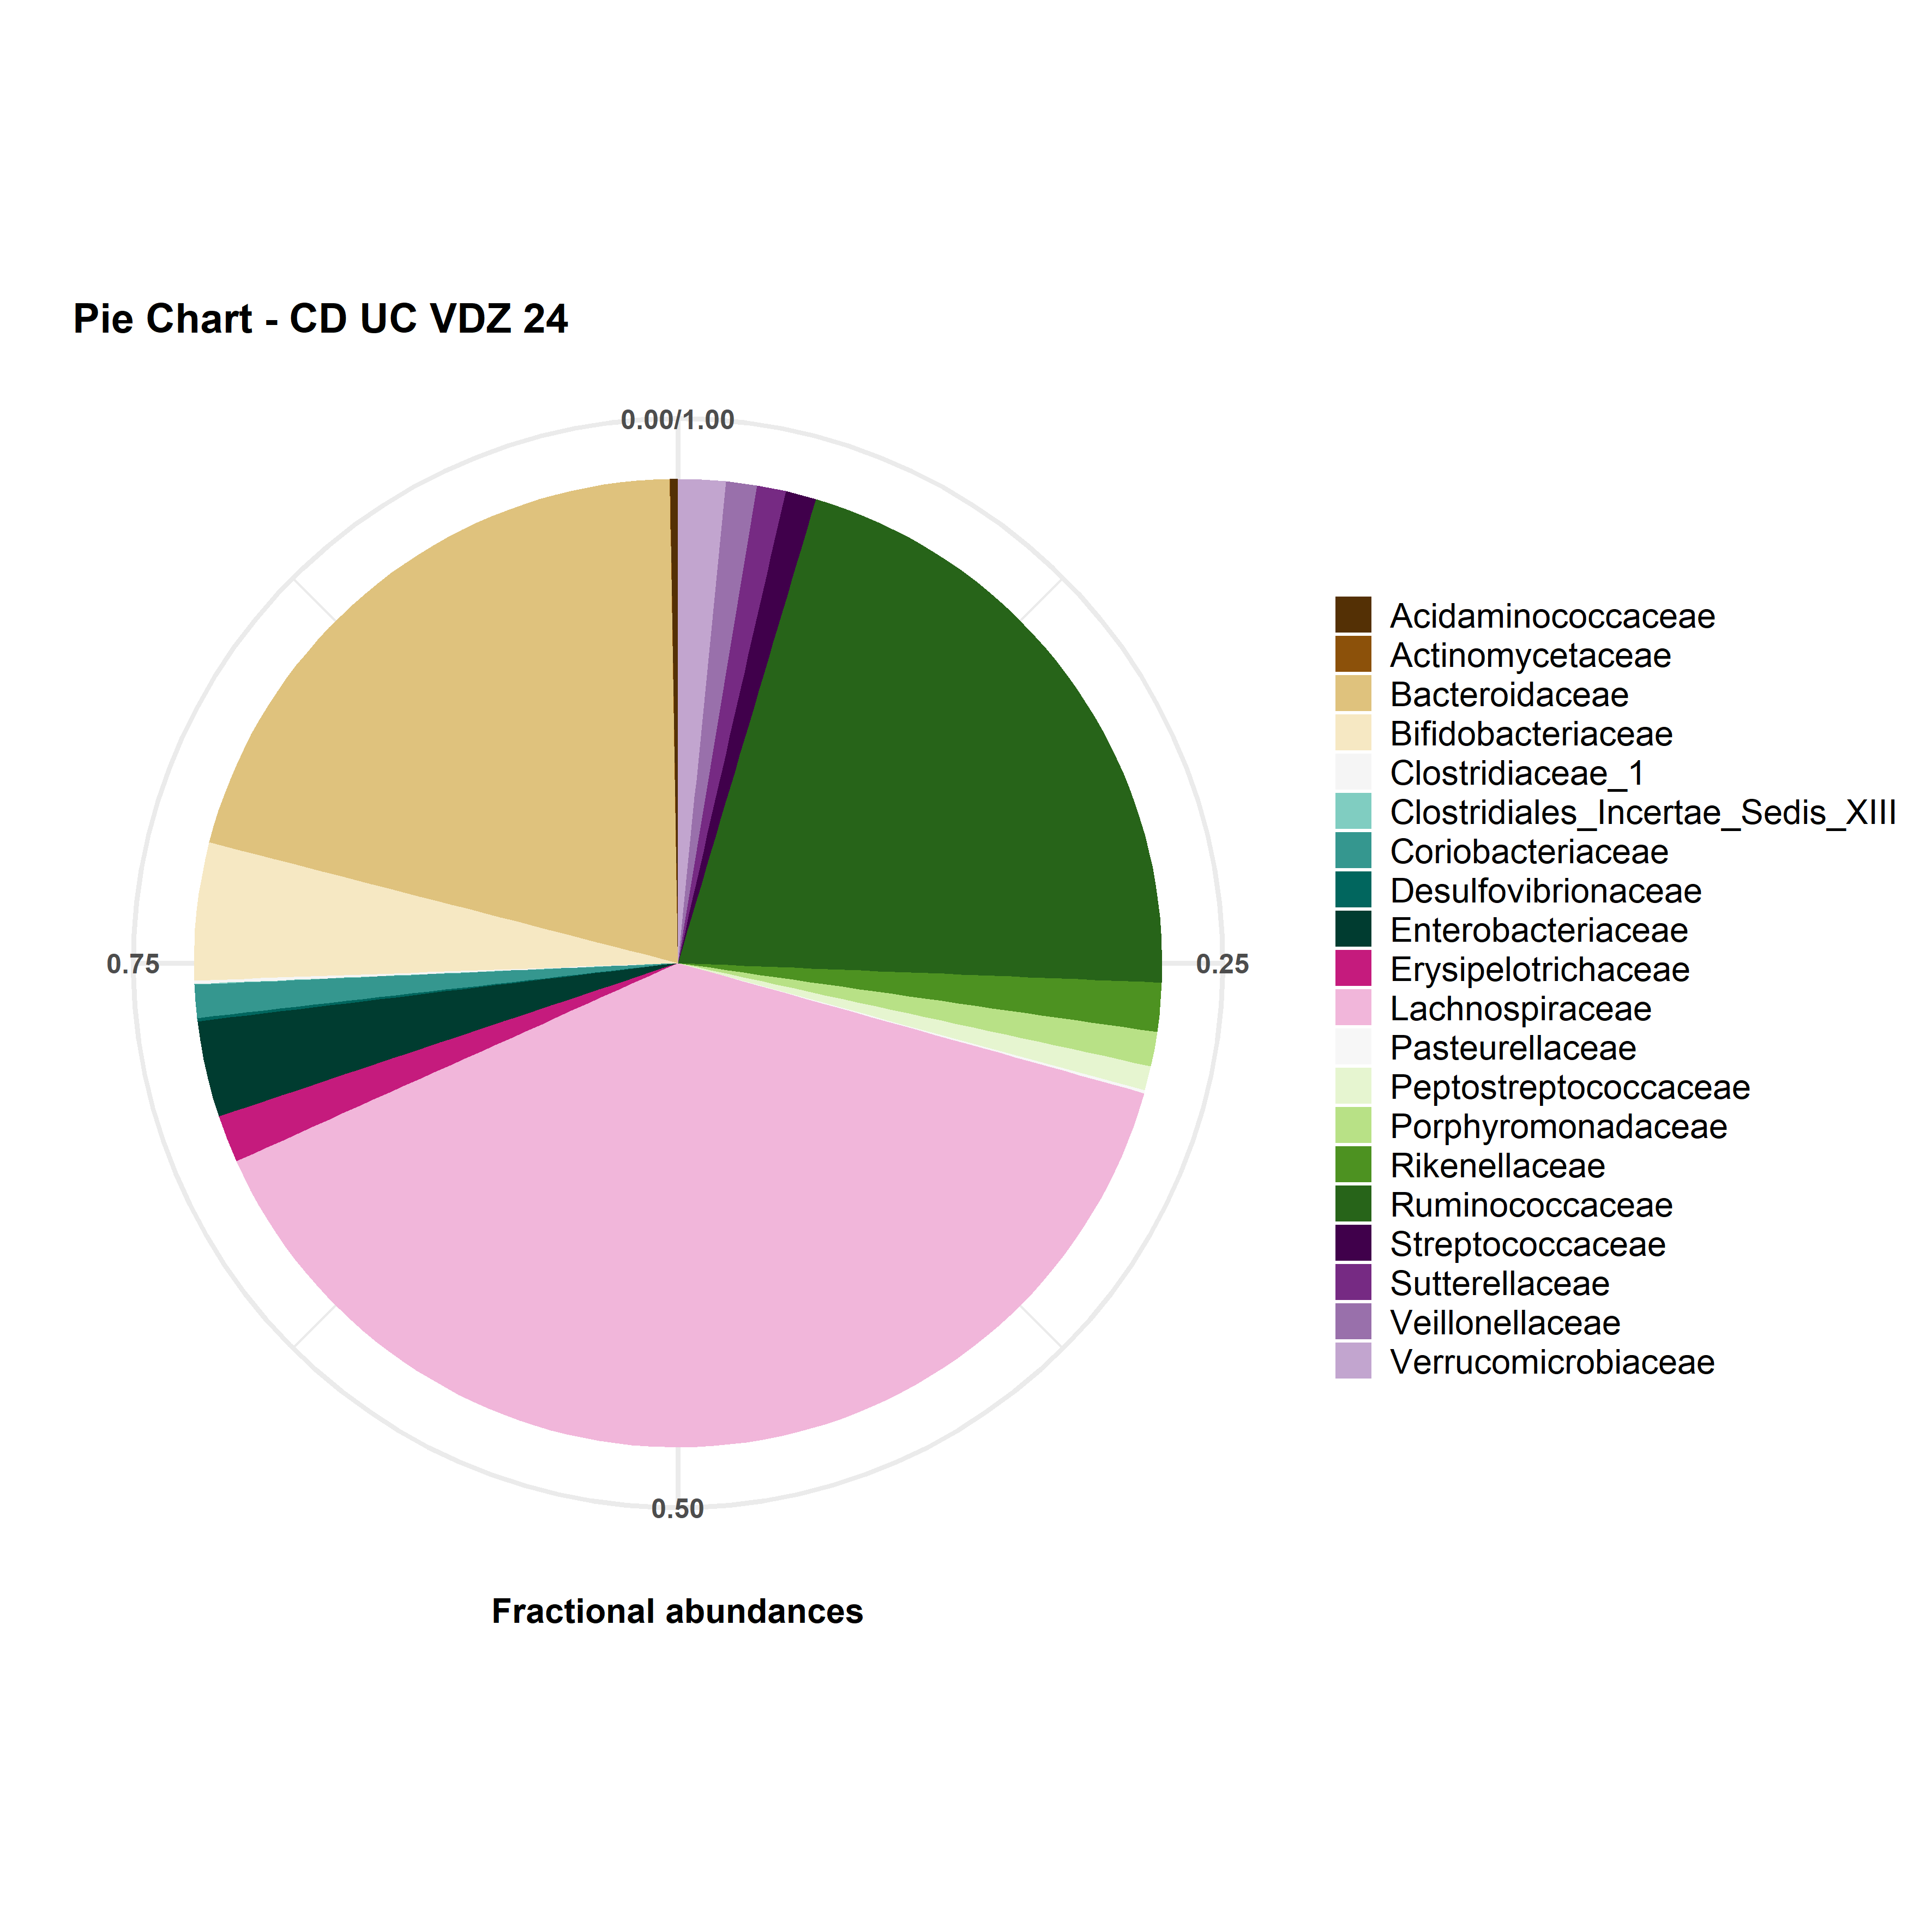 Pie Chart - CD UC VDZ 24
0.00/1.00
0.75
0.25
0.50
Fractional abundances
Acidaminococcaceae
Actinomycetaceae
Bacteroidaceae
Bifidobacteriaceae
Clostridiaceae_1
Clostridiales_Incertae_Sedis_XIII
Coriobacteriaceae
Desulfovibrionaceae
Enterobacteriaceae
Erysipelotrichaceae
Lachnospiraceae
Pasteurellaceae
Peptostreptococcaceae
Porphyromonadaceae
Rikenellaceae
Ruminococcaceae
Streptococcaceae
Sutterellaceae
Veillonellaceae
Verrucomicrobiaceae